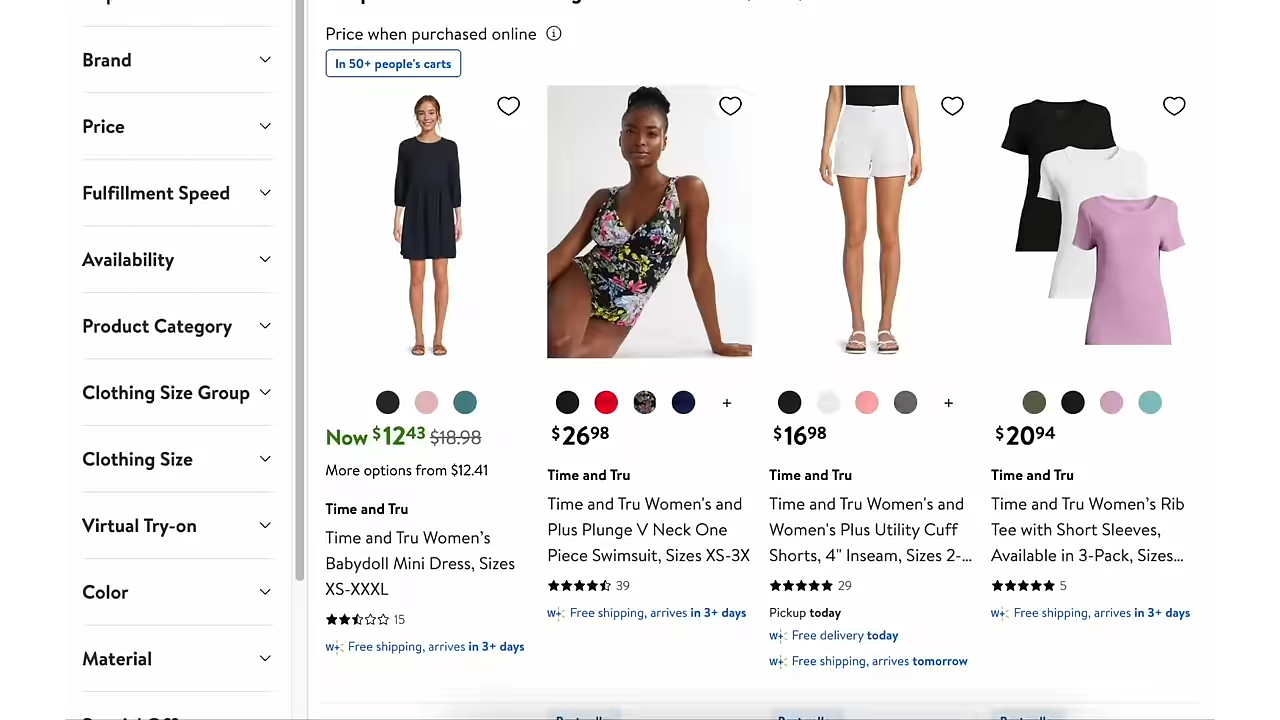 Brand
Price
Fulfillment Speed
Availability
Product Category
Clothing Size Group
Clothing Size
Virtual Try-on
Color
Material
Price when purchased online
In 50+ people's carts
Now $12.43 $18.98
More options from $12.41
Time and Tru
Time and Tru Women’s
Babydoll Mini Dress, Sizes
XS-XXXL
15
Free shipping, arrives in 3+ days
+
$26.98
Time and Tru
Time and Tru Women's and
Plus Plunge V Neck One
Piece Swimsuit, Sizes XS-3X
39
W+ Free shipping, arrives in 3+ days
+
$16.98
Time and Tru
Time and Tru Women's and
Women's Plus Utility Cuff
Shorts, 4" Inseam, Sizes 2-...
29
Pickup today
W+ Free delivery today
W+ Free shipping, arrives tomorrow
$20.94
Time and Tru
Time and Tru Women’s Rib
Tee with Short Sleeves,
Available in 3-Pack, Sizes...
5
W+ Free shipping, arrives in 3+ days